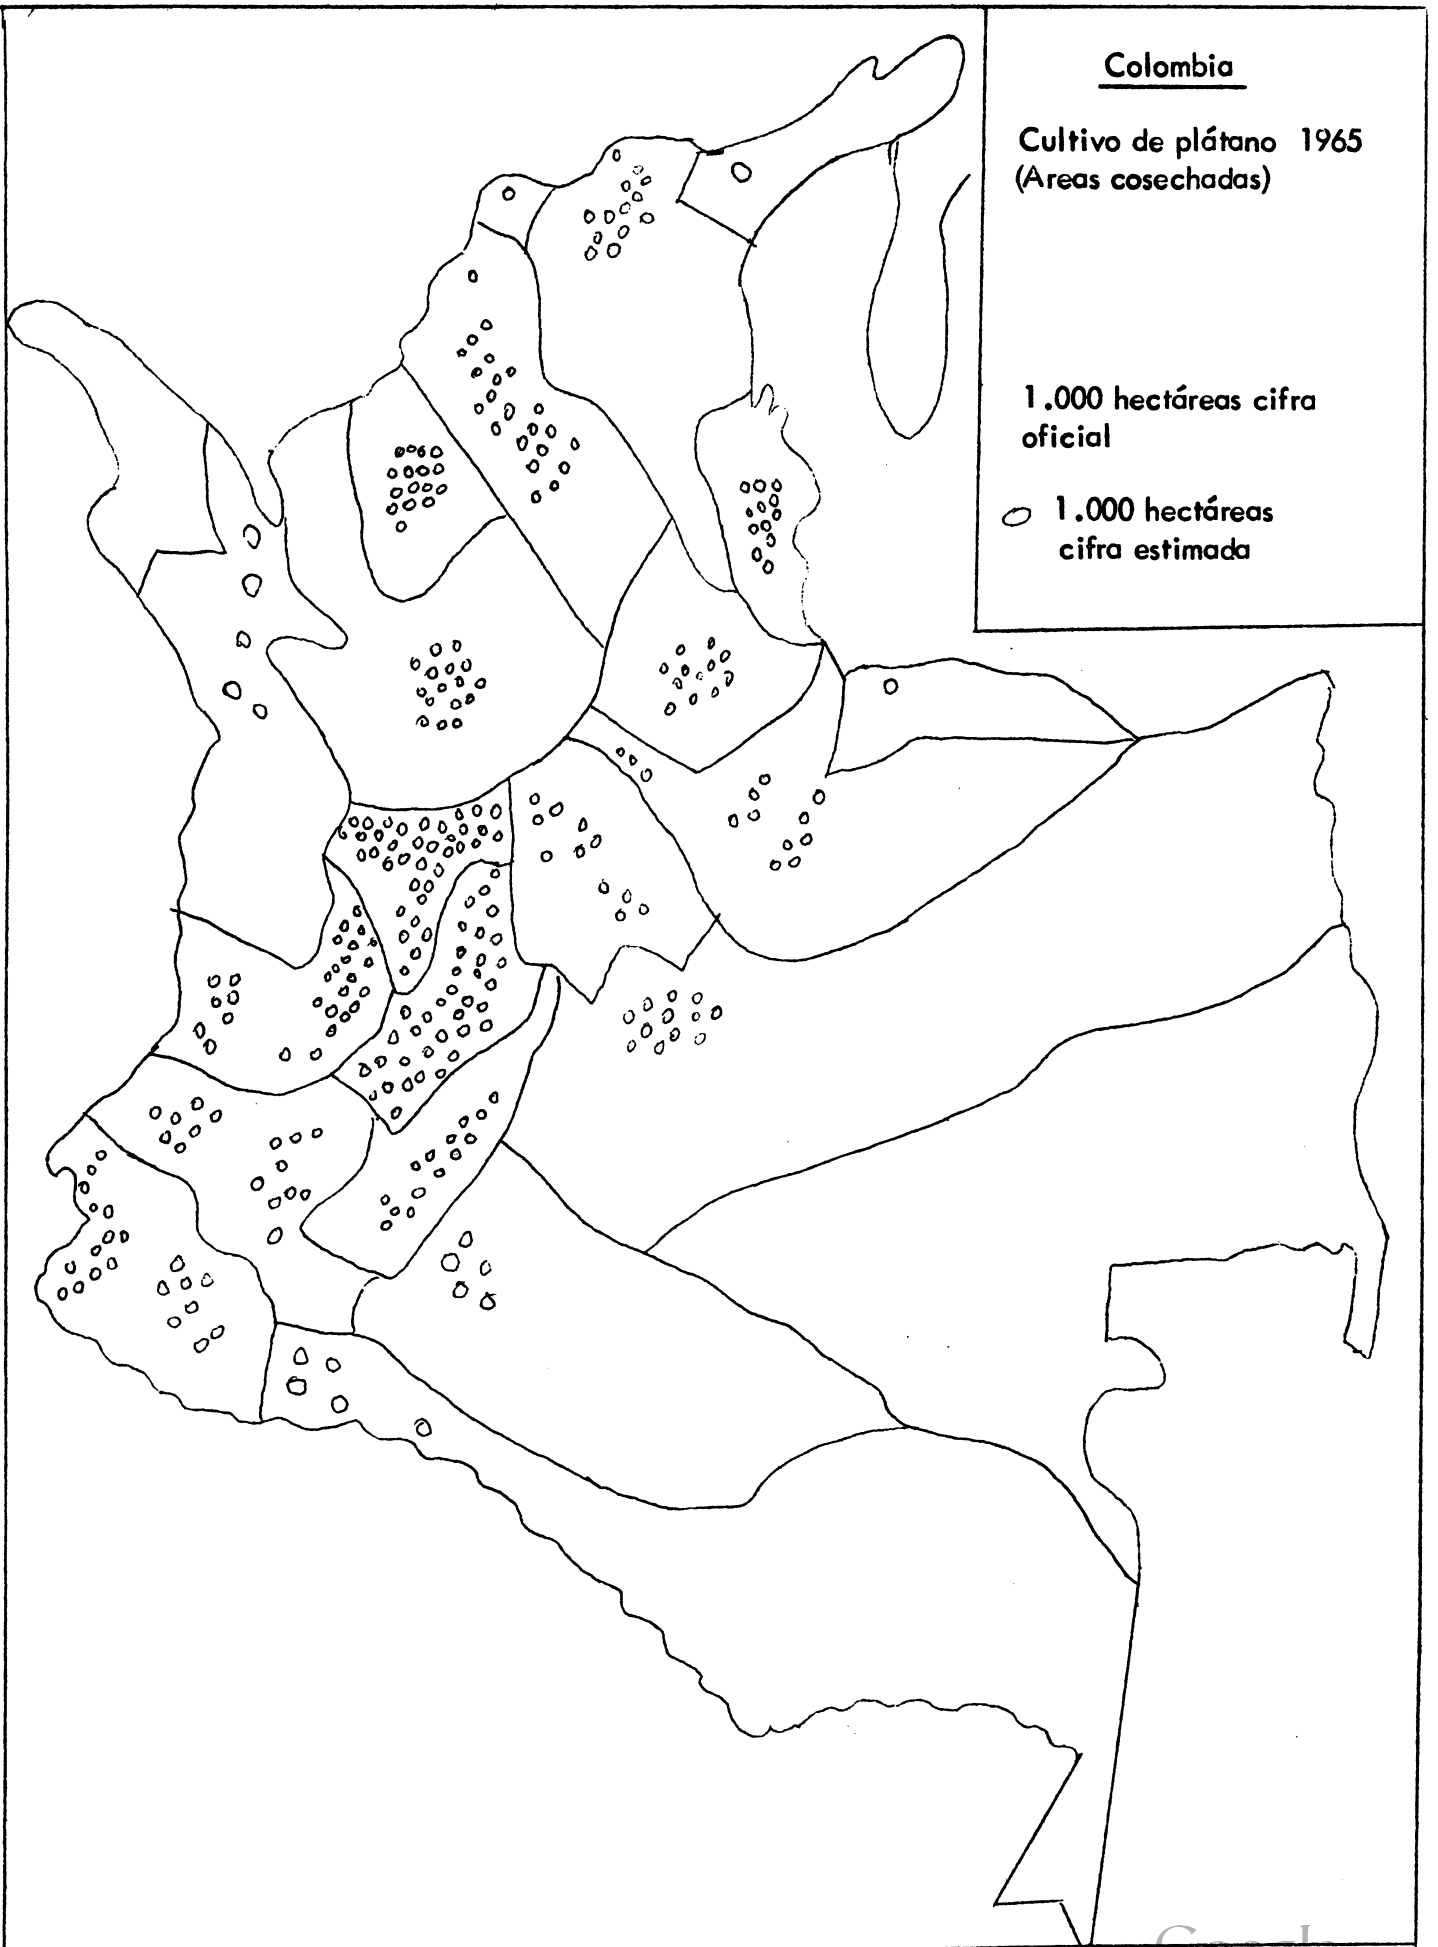 Colombia
Cultivo de plátano 1965
(Areas cosechadas)
1.000 hectáreas cifra
oficial
1.000 hectáreas
cifra estimada